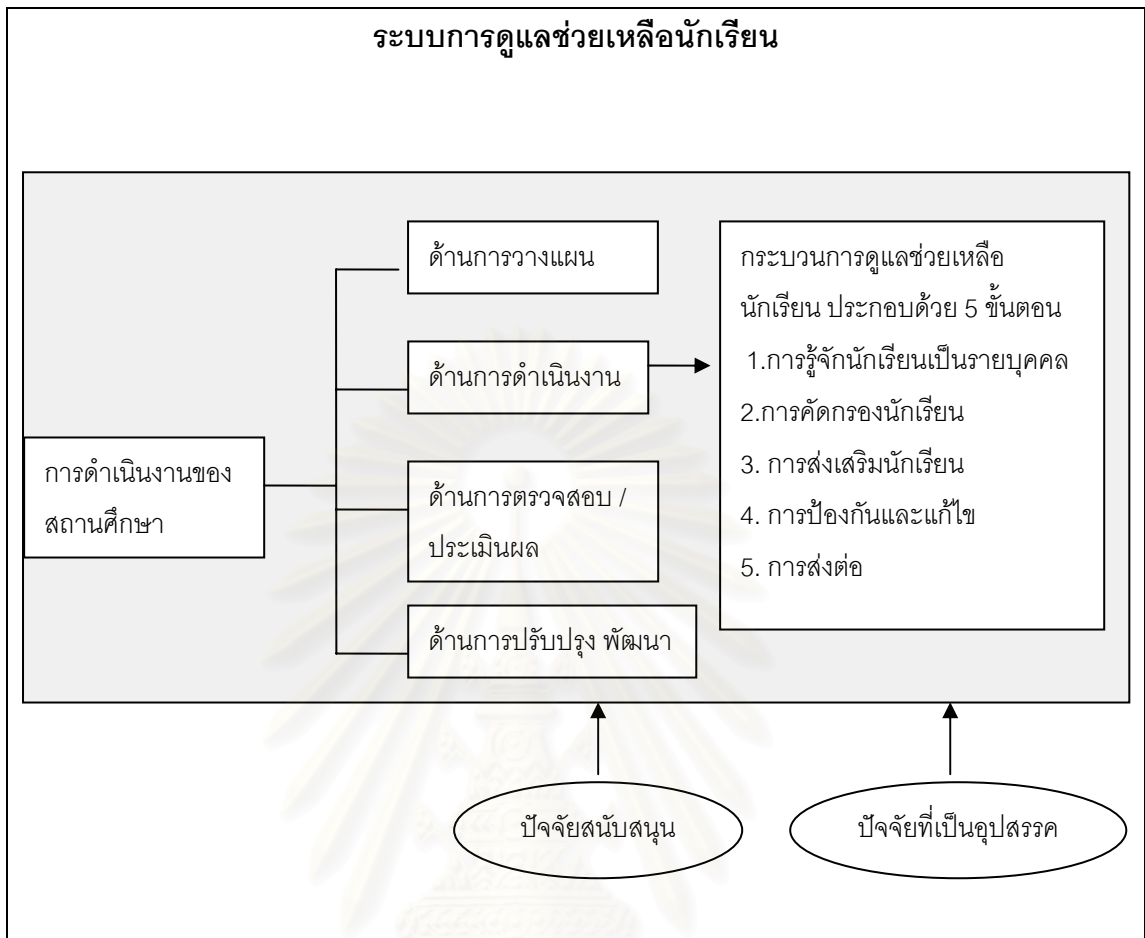 ระบบการดูแลช่วยเหลือนักเรียน
ด้านการวางแผน
ด้านการดำเนินงาน
การดำเนินงานของ
สถานศึกษา
ด้านการตรวจสอบ /
ประเมินผล
ด้านการปรับปรุง พัฒนา
กระบวนการดูแลช่วยเหลือ
นักเรียน ประกอบด้วย 5 ขั้นตอน
1.การรู้จักนักเรียนเป็นรายบุคคล
2.การคัดกรองนักเรียน
3. การส่งเสริมนักเรียน
4. การป้องกันและแก้ไข
5. การส่งต่อ
ปัจจัยสนับสนุน
ปัจจัยที่เป็นอุปสรรค